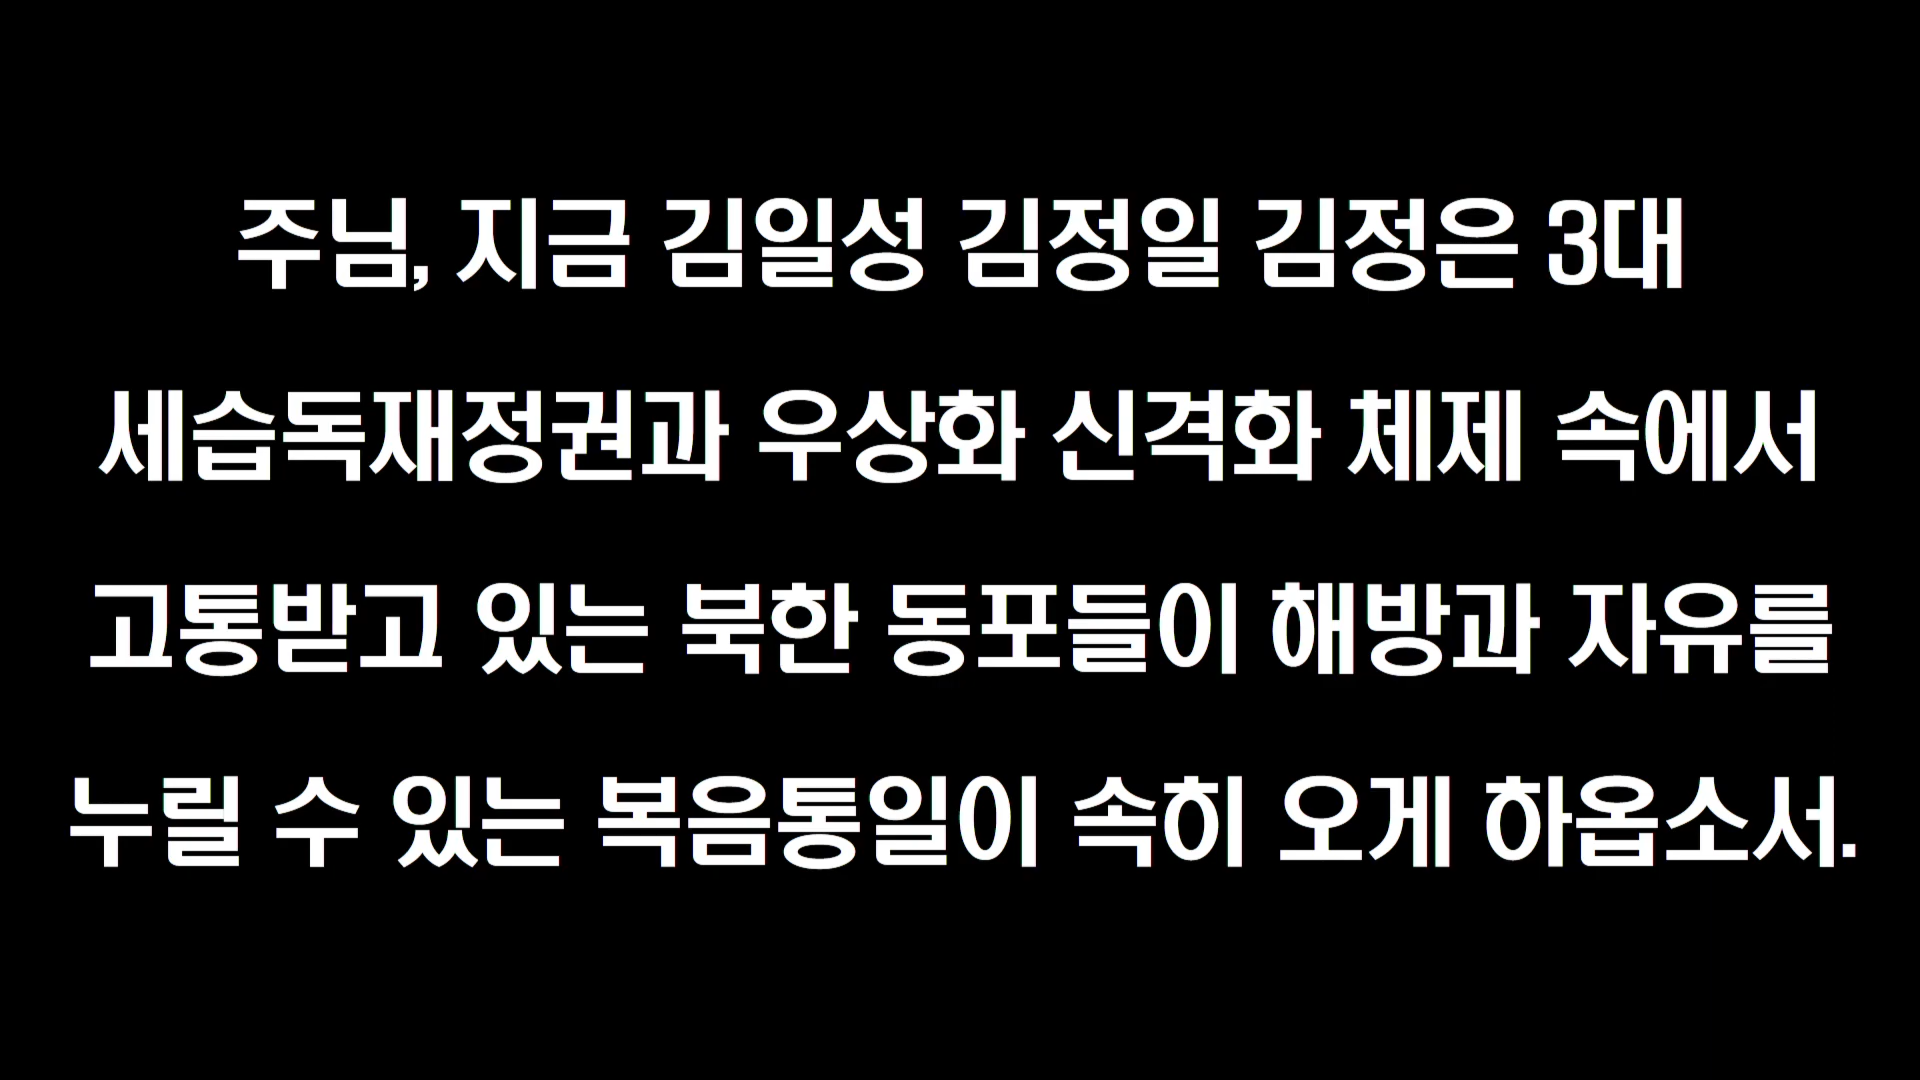 주님, 지금 김일성 김정일 김정은 3대
세습독재정권과 우상화 신격화 체제 속에서
고통받고 있는 북한 동포들이 해방과 자유를
누릴 수 있는 복음통일이 속히 오게 하옵소서.